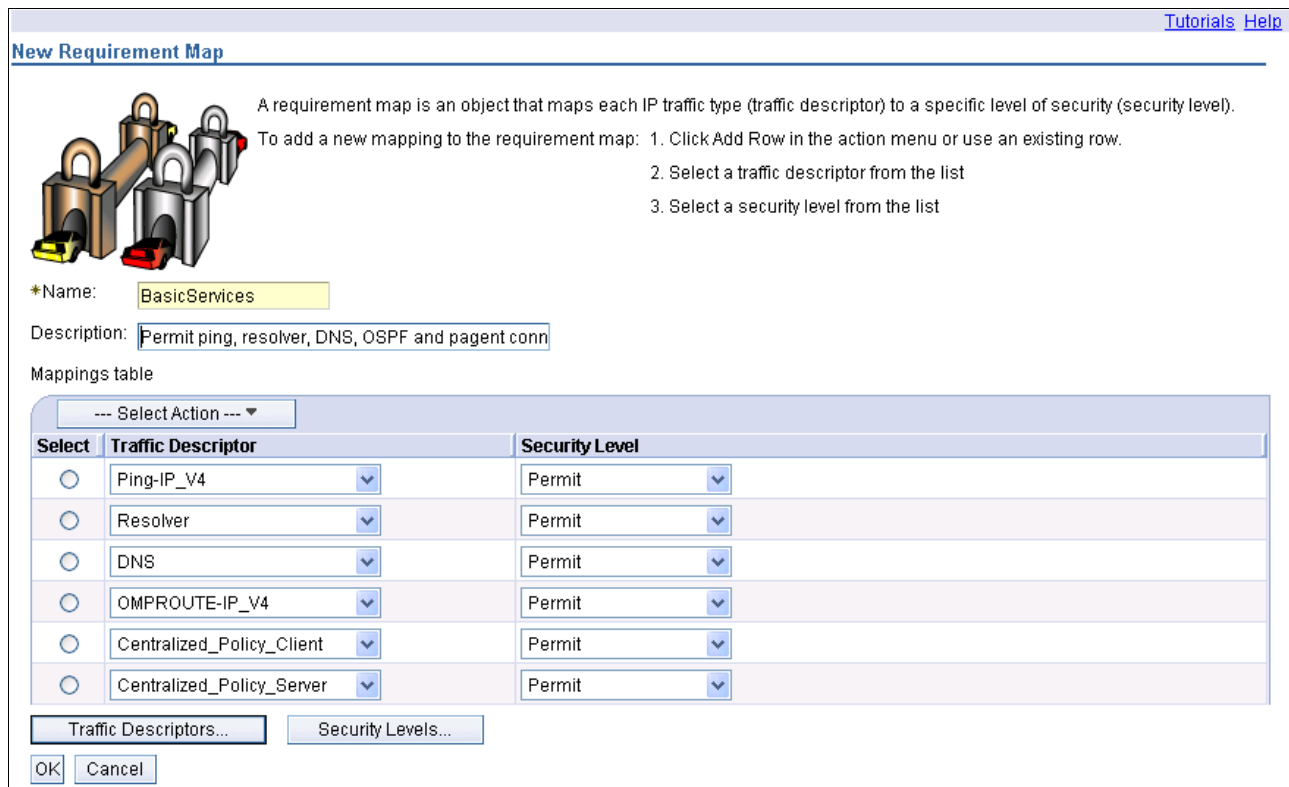 Tutorials Help
New Requirement Map
A requirement map is an object that maps each IP traffic type (traffic descriptor) to a specific level of security (security level).
To add a new mapping to the requirement map: 1. Click Add Row in the action menu or use an existing row.
2. Select a traffic descriptor from the list
3. Select a security level from the list
*Name: BasicServices
Description: Permit ping, resolver, DNS, OSPF and pagent conn
Mappings table
--- Select Action ---
Select Traffic Descriptor Security Level
Ping-IP_V4 Permit
Resolver Permit
DNS Permit
OMPROUTE-IP_V4 Permit
Centralized_Policy_Client Permit
Centralized_Policy_Server Permit
Traffic Descriptors... Security Levels...
OK Cancel